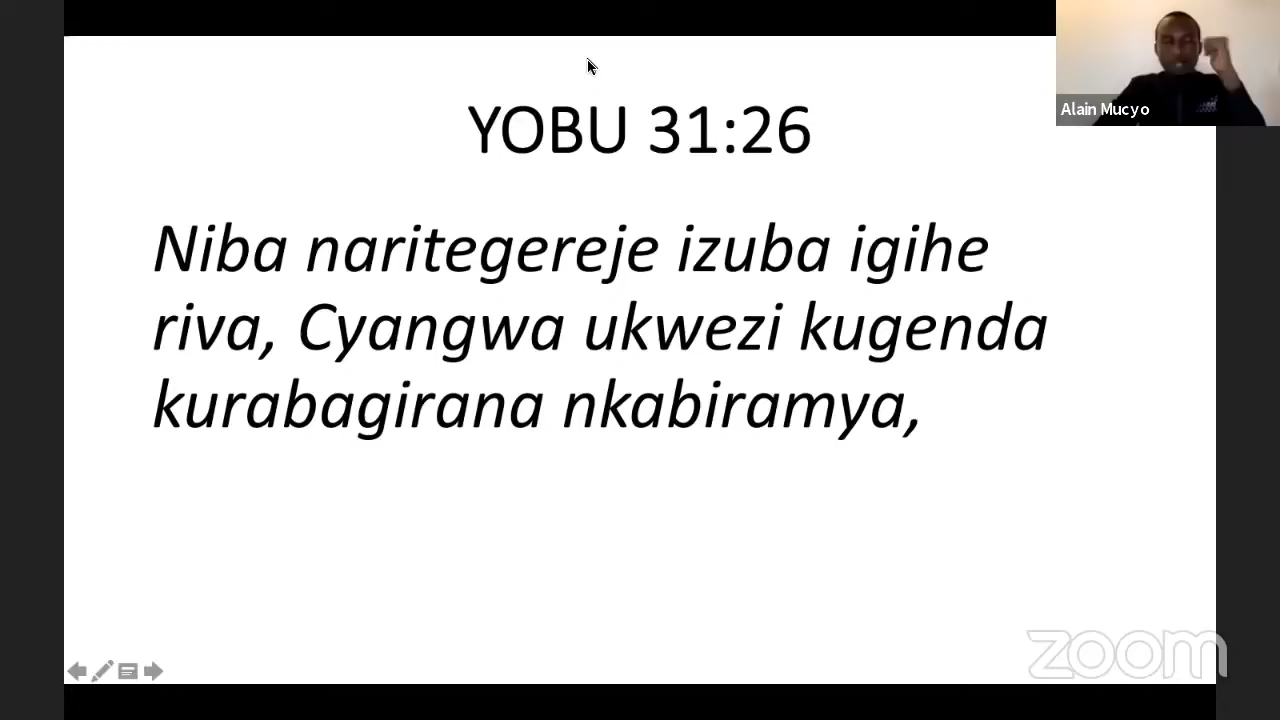 YOBU 31:26
Alain Mucyo
Niba naritegereje izuba igihe
riva, Cyangwa ukwezi kugenda
kurabagirana nkabiramya,
zoom